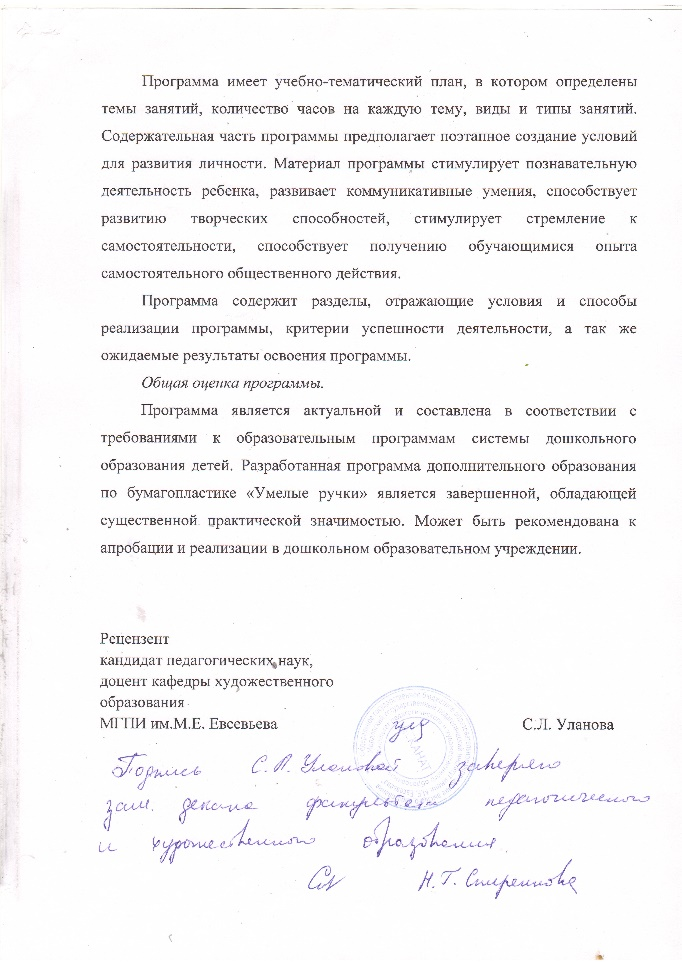 Программа имеет учебно-тематический план, в котором определены
темы занятий, количество часов на каждую тему, виды и типы занятий.
Содержательная часть программы предполагает поэтапное создание условий
для развития личности. Материал программы стимулирует познавательную
деятельность ребенка, развивает коммуникативные умения, способствует
развитию творческих способностей, стимулирует стремление к
самостоятельности, способствует получению обучающимися опыта
самостоятельного общественного действия.
Программа содержит разделы, отражающие условия и способы
реализации программы, критерии успешности деятельности, а так же
ожидаемые результаты освоения программы.
Общая оценка программы.
Программа является актуальной и составлена в соответствии с
требованиями к образовательным программам системы дошкольного
образования детей. Разработанная программа дополнительного образования
по бумагопластике «Умелые ручки» является завершенной, обладающей
существенной практической значимостью. Может быть рекомендована к
апробации и реализации в дошкольном образовательном учреждении.
Рецензент
кандидат педагогических наук,
доцент кафедры художественного
образования
МГПИ им.М.Е. Евсевьева С.Л. Уланова
Подпись С.Л. Улановой заверяю
зам. декана факультета педагогического
и художественного образования